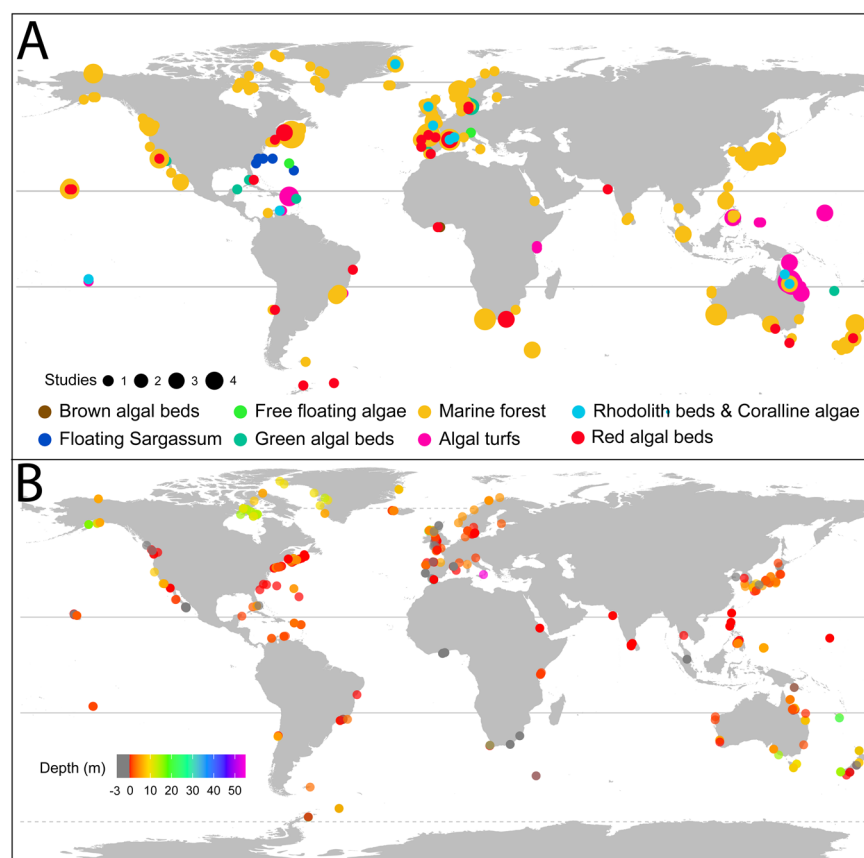 A
Studies 1 2 3 4
Brown algal beds Free floating algae Marine forest Rhodolith beds & Coralline algae
Floating Sargassum Green algal beds Algal turfs Red algal beds
B
Depth (m)
-3 0 10 20 30 40 50